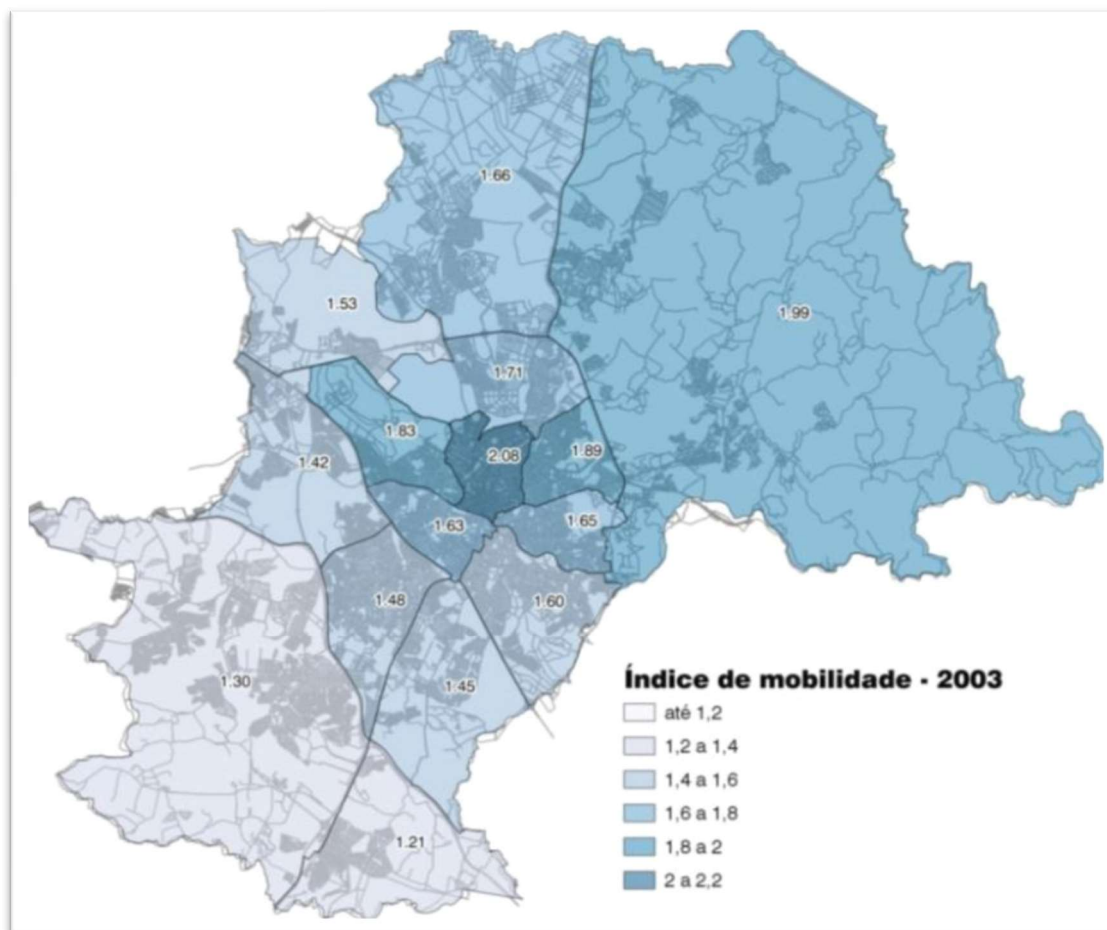 1.66
1.53
1.99
1.71
1.83
2.08
1.89
1.42
1.63
1.65
1.48
1.60
1.30
1.45
1.21
Índice de mobilidade - 2003
até 1,2
1,2 a 1,4
1,4 a 1,6
1,6 a 1,8
1,8 a 2
2 a 2,2